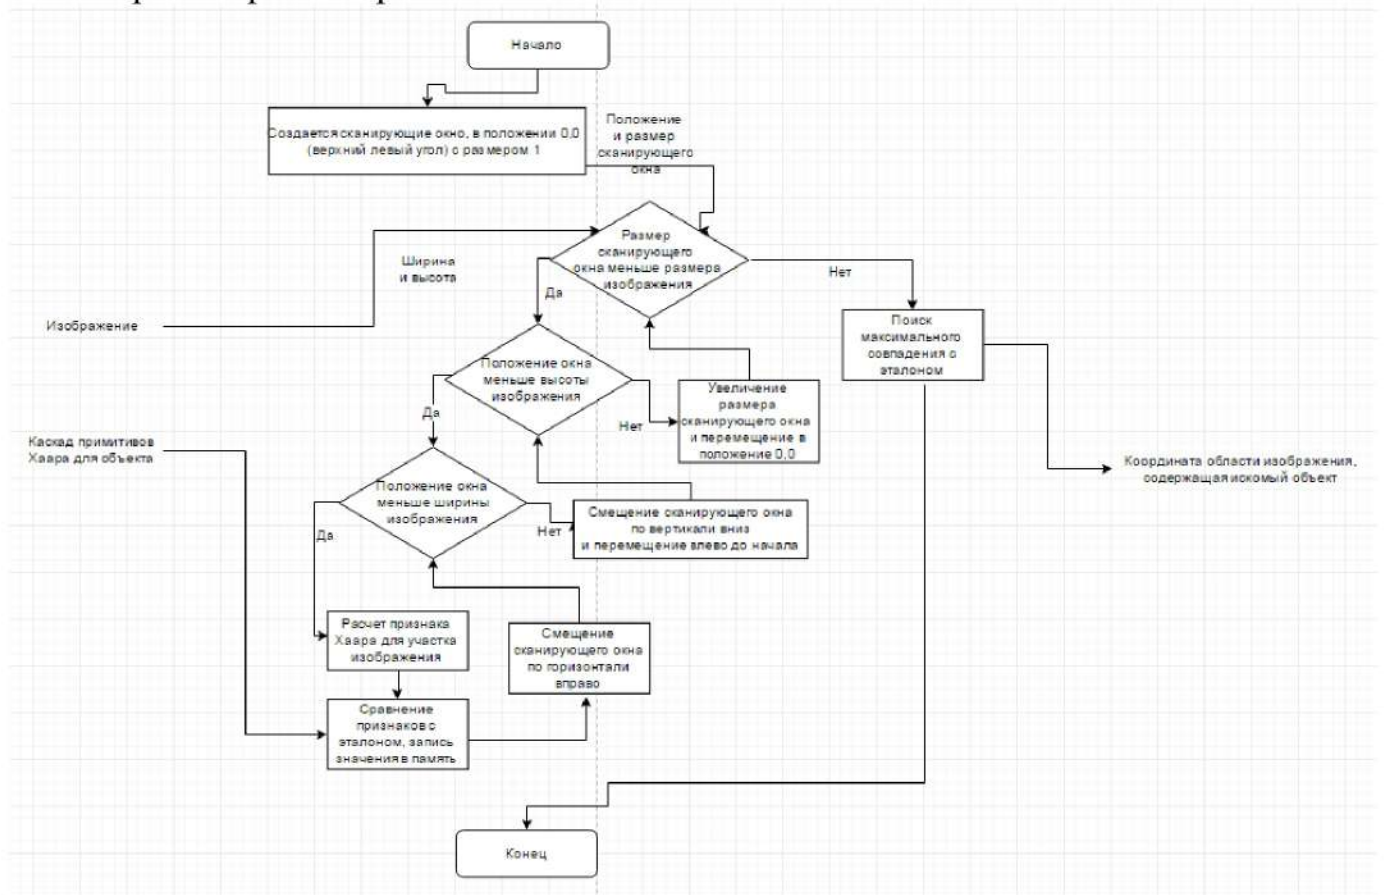 Начало
Создается сканирующие окно, в положении 0,0
(верхний левый угол) с размером 1
Положение
и размер
сканирующего
окна
Размер
сканирующего
окна меньше размера
изображения
Ширина
и высота
Нет
Да
Изображение
Поиск
максимального
совпадения с
эталоном
Положение окна
меньше высоты
изображения
Увеличение
размера
сканирующего окна
и перемещение в
положение 0,0
Да
Нет
Каскад примитивов
Хаара для объекта
Координата области изображения,
содержащая искомый объект
Положение окна
меньше ширины
изображения
Смещение сканирующего окна
по вертикали вниз
и перемещение влево до начала
Да
Нет
Расчет признака
Хаара для участка
изображения
Смещение
сканирующего окна
по горизонтали
вправо
Сравнение
признаков с
эталоном, запись
значения в память
Конец